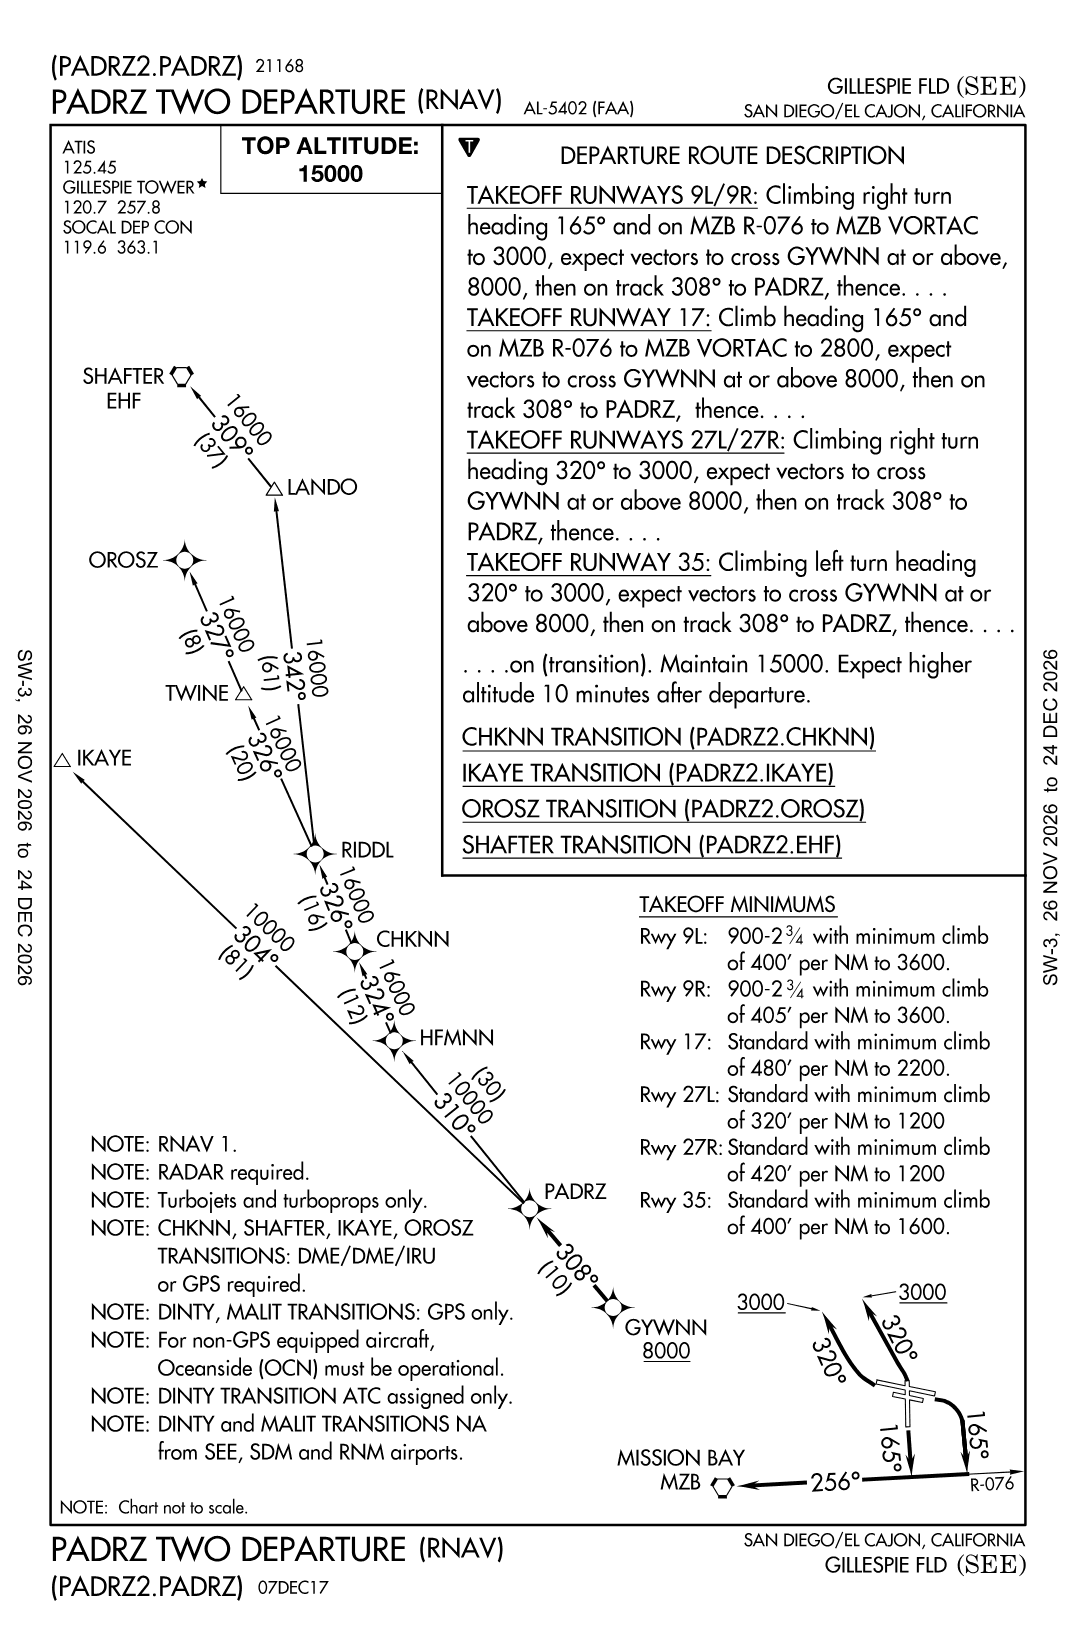 (PADRZ2.PADRZ) 21168
PADRZ TWO DEPARTURE (RNAV) AL-5402 (FAA)
GILLESPIE FLD (SEE)
SAN DIEGO/EL CAJON, CALIFORNIA
ATIS
125.45
GILLESPIE TOWER★
120.7 257.8
SOCAL DEP CON
119.6 363.1
TOP ALTITUDE:
15000
T
DEPARTURE ROUTE DESCRIPTION
TAKEOFF RUNWAYS 9L/9R: Climbing right turn
heading 165° and on MZB R-076 to MZB VORTAC
to 3000, expect vectors to cross GYWNN at or above,
8000, then on track 308° to PADRZ, thence. . . .
TAKEOFF RUNWAY 17: Climb heading 165° and
on MZB R-076 to MZB VORTAC to 2800, expect
vectors to cross GYWNN at or above 8000, then on
track 308° to PADRZ, thence. . . .
TAKEOFF RUNWAYS 27L/27R: Climbing right turn
heading 320° to 3000, expect vectors to cross
GYWNN at or above 8000, then on track 308° to
PADRZ, thence. . . .
TAKEOFF RUNWAY 35: Climbing left turn heading
320° to 3000, expect vectors to cross GYWNN at or
above 8000, then on track 308° to PADRZ, thence. . . .
. . . .on (transition). Maintain 15000. Expect higher
altitude 10 minutes after departure.
CHKNN TRANSITION (PADRZ2.CHKNN)
IKAYE TRANSITION (PADRZ2.IKAYE)
OROSZ TRANSITION (PADRZ2.OROSZ)
SHAFTER TRANSITION (PADRZ2.EHF)
SHAFTER
EHF
16000
309°
(37)
LANDO
OROSZ
16000
327°
(8)
16000
342°
(61)
TWINE
16000
326°
(20)
IKAYE
RIDDL
16000
326°
(16)
10000
304°
(81)
CHKNN
16000
324°
(12)
HFMNN
(30)
10000
310°
PADRZ
308°
(10)
GYWNN
8000
TAKEOFF MINIMUMS
Rwy 9L: 900-2¾ with minimum climb
of 400' per NM to 3600.
Rwy 9R: 900-2¾ with minimum climb
of 405' per NM to 3600.
Rwy 17: Standard with minimum climb
of 480' per NM to 2200.
Rwy 27L: Standard with minimum climb
of 320' per NM to 1200
Rwy 27R: Standard with minimum climb
of 420' per NM to 1200
Rwy 35: Standard with minimum climb
of 400' per NM to 1600.
NOTE: RNAV 1.
NOTE: RADAR required.
NOTE: Turbojets and turboprops only.
NOTE: CHKNN, SHAFTER, IKAYE, OROSZ
TRANSITIONS: DME/DME/IRU
or GPS required.
NOTE: DINTY, MALIT TRANSITIONS: GPS only.
NOTE: For non-GPS equipped aircraft,
Oceanside (OCN) must be operational.
NOTE: DINTY TRANSITION ATC assigned only.
NOTE: DINTY and MALIT TRANSITIONS NA
from SEE, SDM and RNM airports.
3000
3000
320°
320°
165°
165°
MISSION BAY
MZB
256°
R-076
NOTE: Chart not to scale.
PADRZ TWO DEPARTURE (RNAV)
(PADRZ2.PADRZ) 07DEC17
SAN DIEGO/EL CAJON, CALIFORNIA
GILLESPIE FLD (SEE)
SW-3, 26 NOV 2026 to 24 DEC 2026
SW-3, 26 NOV 2026 to 24 DEC 2026